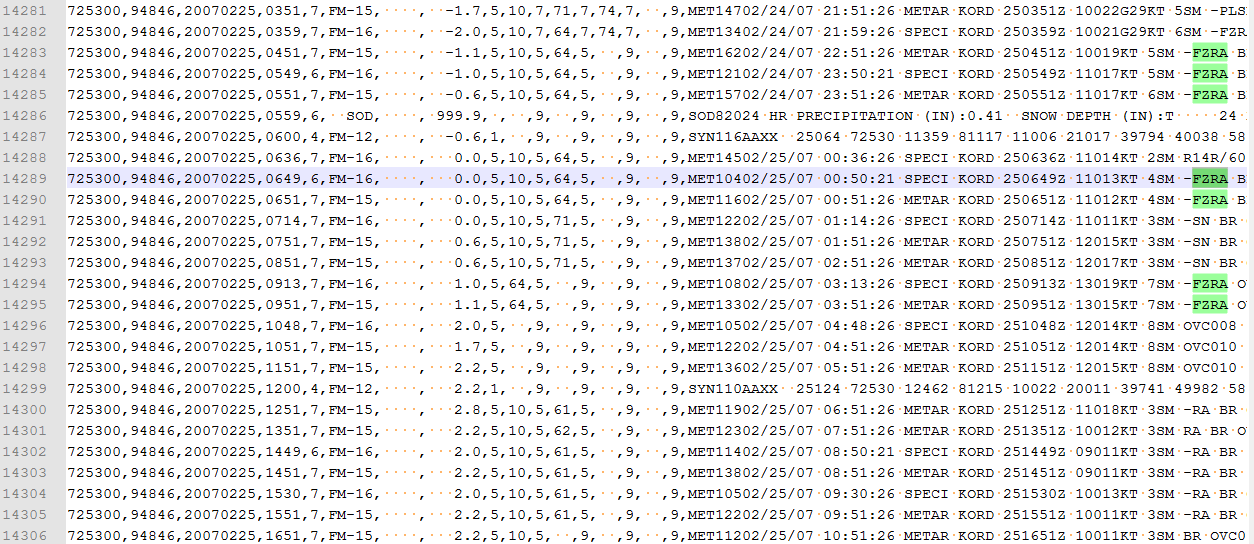 14281 725300,94846,20070225,0351,7,FM-15, , -1.7,5,10,7,71,7,74,7, ,9,MET14702/24/07 21:51:26 METAR KORD 250351Z 10022G29KT 5SM -PLS
14282 725300,94846,20070225,0359,7,FM-16, , -2.0,5,10,7,64,7,74,7, ,9,MET13402/24/07 21:59:26 SPECI KORD 250359Z 10021G29KT 6SM -FZR
14283 725300,94846,20070225,0451,7,FM-15, , -1.1,5,10,5,64,5, ,9, ,9,MET16202/24/07 22:51:26 METAR KORD 250451Z 10019KT 5SM -FZRA B
14284 725300,94846,20070225,0549,6,FM-16, , -1.0,5,10,5,64,5, ,9, ,9,MET12102/24/07 23:50:21 SPECI KORD 250549Z 11017KT 5SM -FZRA B
14285 725300,94846,20070225,0551,7,FM-15, , -0.6,5,10,5,64,5, ,9, ,9,MET15702/24/07 23:51:26 METAR KORD 250551Z 11017KT 6SM -FZRA B
14286 725300,94846,20070225,0559,6, SOD, , 999.9, , ,9, ,9, ,9,SOD82024 HR PRECIPITATION (IN):0.41 SNOW DEPTH (IN):T 24
14287 725300,94846,20070225,0600,4,FM-12, , -0.6,1, ,9, ,9, ,9,SYN116AAXX 25064 72530 11359 81117 11006 21017 39794 40038 58
14288 725300,94846,20070225,0636,7,FM-16, , 0.0,5,10,5,64,5, ,9, ,9,MET14502/25/07 00:36:26 SPECI KORD 250636Z 11014KT 2SM R14R/60
14289 725300,94846,20070225,0649,6,FM-16, , 0.0,5,10,5,64,5, ,9, ,9,MET10402/25/07 00:50:21 SPECI KORD 250649Z 11013KT 4SM -FZRA B
14290 725300,94846,20070225,0651,7,FM-15, , 0.0,5,10,5,64,5, ,9, ,9,MET11602/25/07 00:51:26 METAR KORD 250651Z 11012KT 4SM -FZRA B
14291 725300,94846,20070225,0714,7,FM-16, , 0.0,5,10,5,71,5, ,9, ,9,MET12202/25/07 01:14:26 SPECI KORD 250714Z 11011KT 3SM -SN BR
14292 725300,94846,20070225,0751,7,FM-15, , 0.6,5,10,5,71,5, ,9, ,9,MET13802/25/07 01:51:26 METAR KORD 250751Z 12015KT 3SM -SN BR
14293 725300,94846,20070225,0851,7,FM-15, , 0.6,5,10,5,71,5, ,9, ,9,MET13702/25/07 02:51:26 METAR KORD 250851Z 12017KT 3SM -SN BR
14294 725300,94846,20070225,0913,7,FM-16, , 1.0,5,64,5, ,9, ,9, ,9,MET10802/25/07 03:13:26 SPECI KORD 250913Z 13019KT 7SM -FZRA O
14295 725300,94846,20070225,0951,7,FM-15, , 1.1,5,64,5, ,9, ,9, ,9,MET13302/25/07 03:51:26 METAR KORD 250951Z 13015KT 7SM -FZRA O
14296 725300,94846,20070225,1048,7,FM-16, , 2.0,5, ,9, ,9, ,9, ,9,MET10502/25/07 04:48:26 SPECI KORD 251048Z 12014KT 8SM OVC008
14297 725300,94846,20070225,1051,7,FM-15, , 1.7,5, ,9, ,9, ,9, ,9,MET12202/25/07 04:51:26 METAR KORD 251051Z 12014KT 8SM OVC010
14298 725300,94846,20070225,1151,7,FM-15, , 2.2,5, ,9, ,9, ,9, ,9,MET13602/25/07 05:51:26 METAR KORD 251151Z 12015KT 8SM OVC010
14299 725300,94846,20070225,1200,4,FM-12, , 2.2,1, ,9, ,9, ,9, ,9,SYN110AAXX 25124 72530 12462 81215 10022 20011 39741 49982 58
14300 725300,94846,20070225,1251,7,FM-15, , 2.8,5,10,5,61,5, ,9, ,9,MET11902/25/07 06:51:26 METAR KORD 251251Z 11018KT 3SM -RA BR
14301 725300,94846,20070225,1351,7,FM-15, , 2.2,5,10,5,62,5, ,9, ,9,MET12302/25/07 07:51:26 METAR KORD 251351Z 10012KT 3SM RA BR O
14302 725300,94846,20070225,1449,6,FM-16, , 2.0,5,10,5,61,5, ,9, ,9,MET11402/25/07 08:50:21 SPECI KORD 251449Z 09011KT 3SM -RA BR
14303 725300,94846,20070225,1451,7,FM-15, , 2.2,5,10,5,61,5, ,9, ,9,MET13802/25/07 08:51:26 METAR KORD 251451Z 09011KT 3SM -RA BR
14304 725300,94846,20070225,1530,7,FM-16, , 2.0,5,10,5,61,5, ,9, ,9,MET10502/25/07 09:30:26 SPECI KORD 251530Z 10013KT 3SM -RA BR
14305 725300,94846,20070225,1551,7,FM-15, , 2.2,5,10,5,61,5, ,9, ,9,MET12202/25/07 09:51:26 METAR KORD 251551Z 10011KT 3SM -RA BR
14306 725300,94846,20070225,1651,7,FM-15, , 2.2,5,10,5, ,9, ,9, ,9,MET11202/25/07 10:51:26 METAR KORD 251651Z 10011KT 3SM BR OVC0